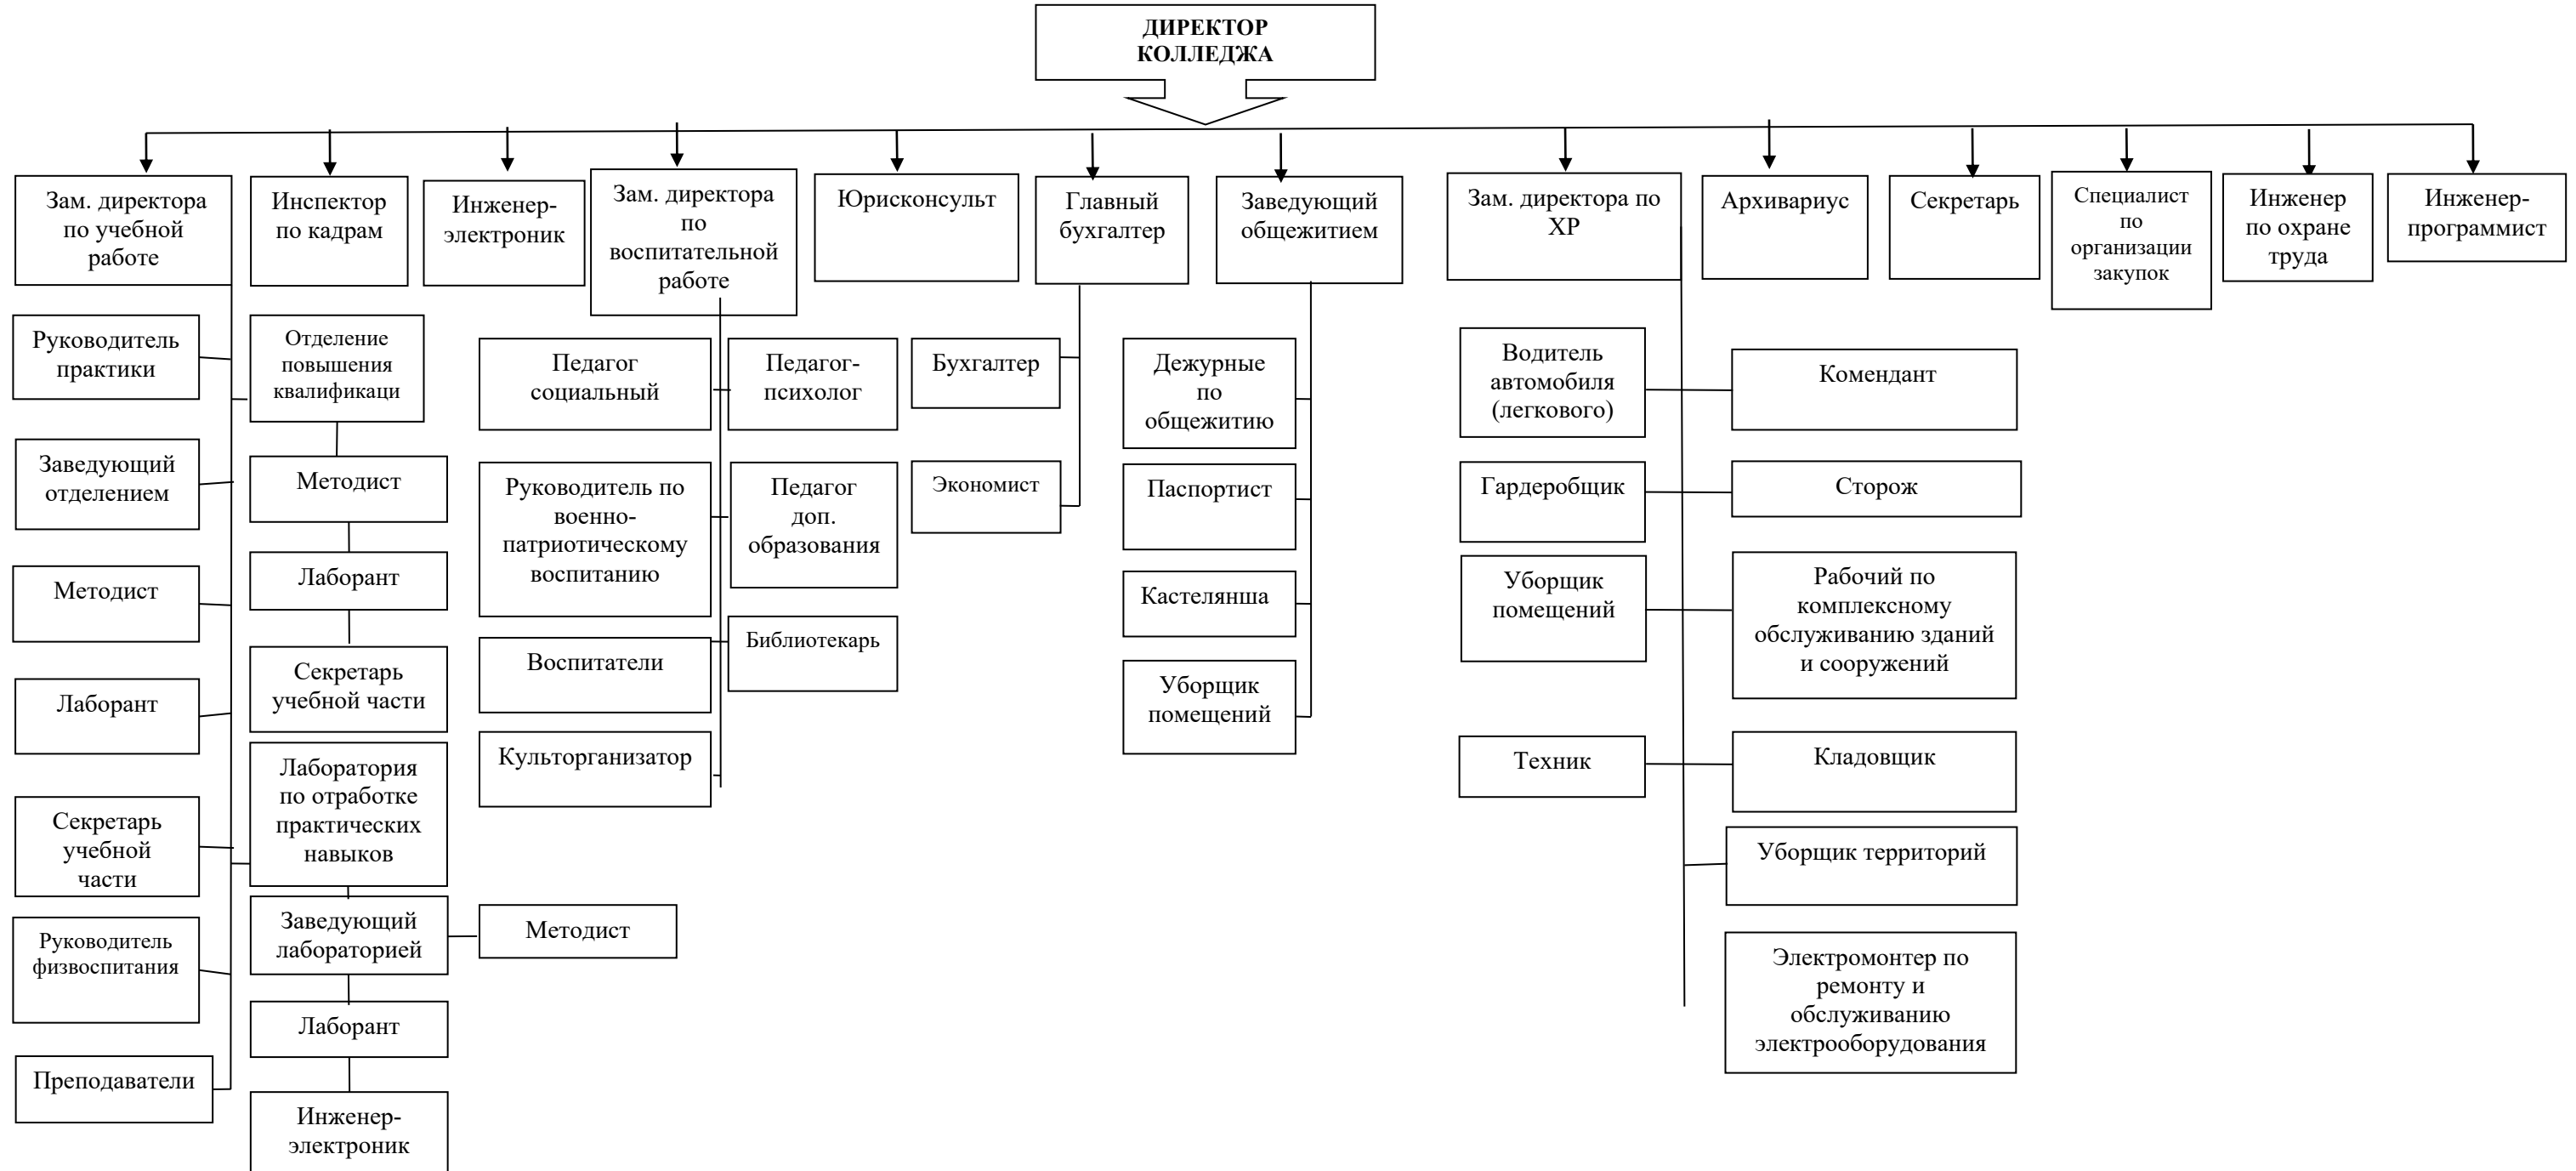 ДИРЕКТОР
КОЛЛЕДЖА
Зам. директора
по учебной
работе
Инспектор
по кадрам
Инженер-
электроник
Зам. директора
по
воспитательной
работе
Юрисконсульт
Главный
бухгалтер
Заведующий
общежитием
Зам. директора по
ХР
Архивариус
Секретарь
Специалист
по
организации
закупок
Инженер
по охране
труда
Инженер-
программист
Руководитель
практики
Заведующий
отделением
Методист
Лаборант
Секретарь
учебной
части
Руководитель
физвоспитания
Преподаватели
Отделение
повышения
квалификаци
Методист
Лаборант
Секретарь
учебной части
Лаборатория
по отработке
практических
навыков
Заведующий
лабораторией
Методист
Лаборант
Инженер-
электроник
Педагог
социальный
Педагог-
психолог
Руководитель по
военно-
патриотическому
воспитанию
Педагог
доп.
образования
Воспитатели
Библиотекарь
Культорганизатор
Бухгалтер
Экономист
Дежурные
по
общежитию
Паспортист
Кастелянша
Уборщик
помещений
Водитель
автомобиля
(легкового)
Комендант
Гардеробщик
Сторож
Уборщик
помещений
Рабочий по
комплексному
обслуживанию зданий
и сооружений
Техник
Кладовщик
Уборщик территорий
Электромонтер по
ремонту и
обслуживанию
электрооборудования